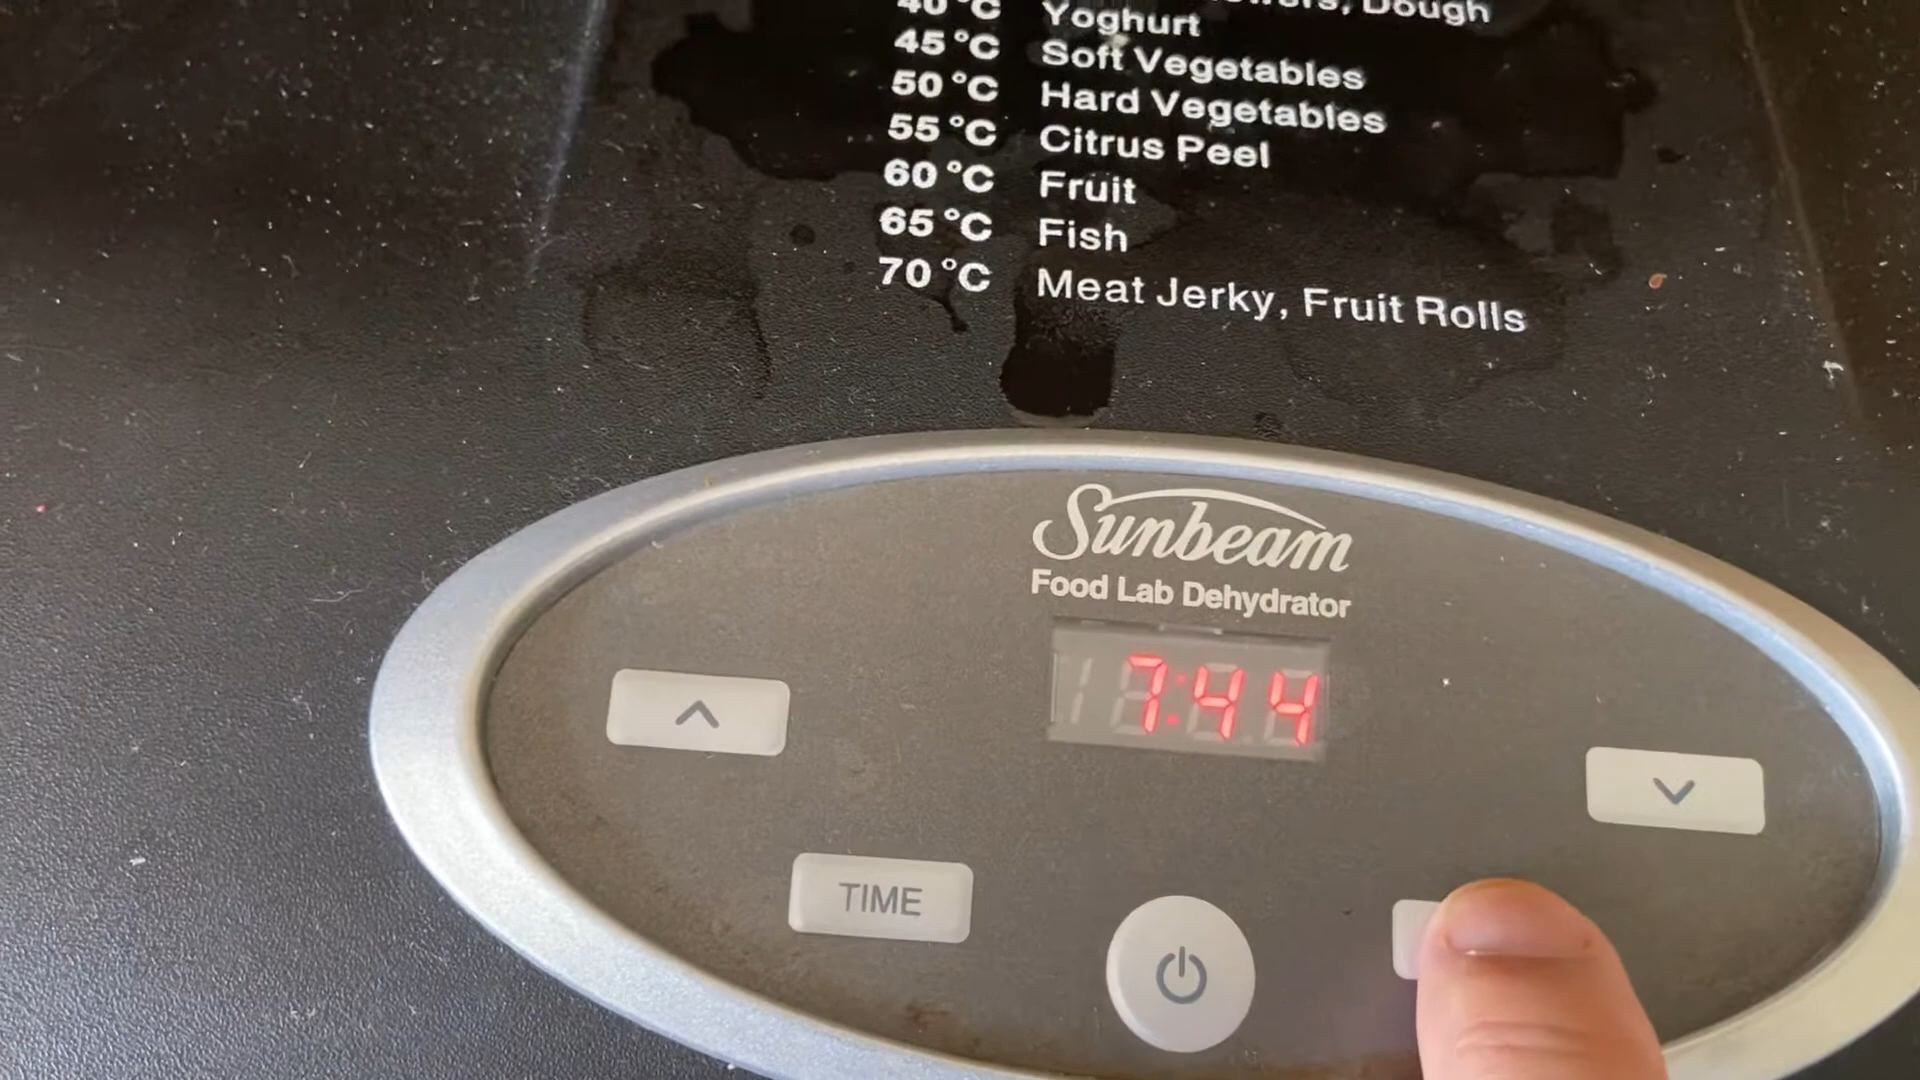 40 °C Yoghurt
45 °C Soft Vegetables
50 °C Hard Vegetables
55 °C Citrus Peel
60 °C Fruit
65 °C Fish
70 °C Meat Jerky, Fruit Rolls
Sunbeam
Food Lab Dehydrator
7:44
TIME